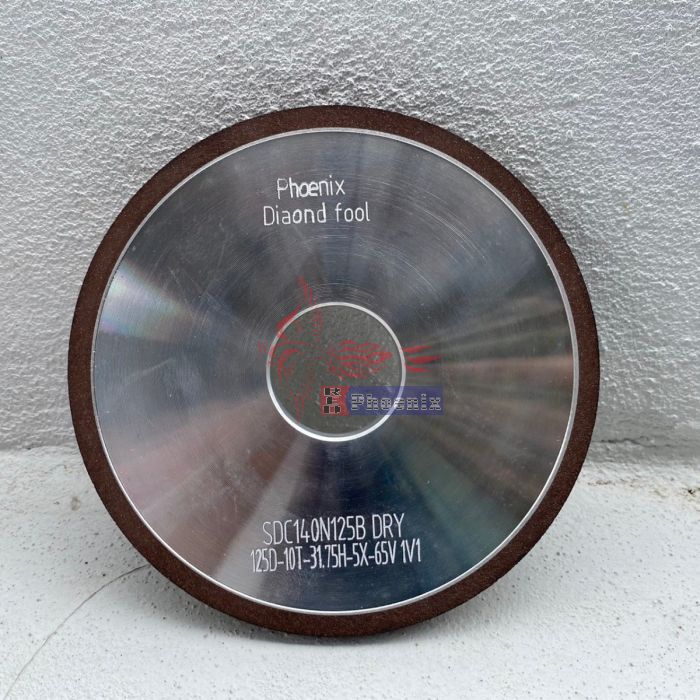 Phoenix
Diaond fool
Phoenix
SDC140N125B DRY
125D-10T-31.75H-5X-65V 1V1